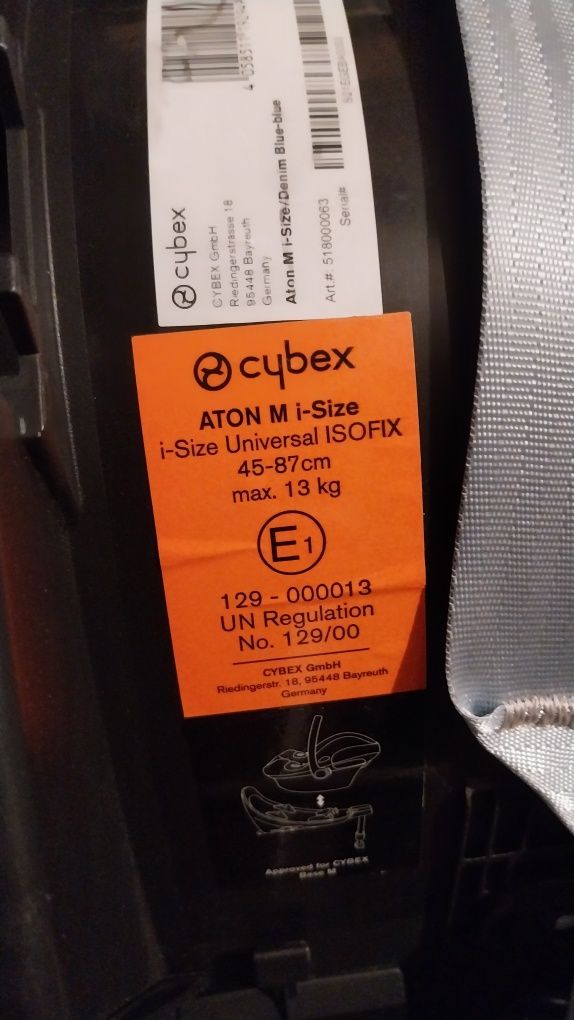 cybex
CYBEX GmbH
Riedingerstrasse 18
95448 Bayreuth
Germany
Aton M i-Size/Denim Blue-blue
Art.#: 518000063
Serial#
cybex
ATON M i-Size
i-Size Universal ISOFIX
45-87cm
max. 13 kg
E1
129 - 000013
UN Regulation
No. 129/00
CYBEX GmbH
Riedingerstr. 18, 95448 Bayreuth
Germany
Approved for CYBEX
Base M